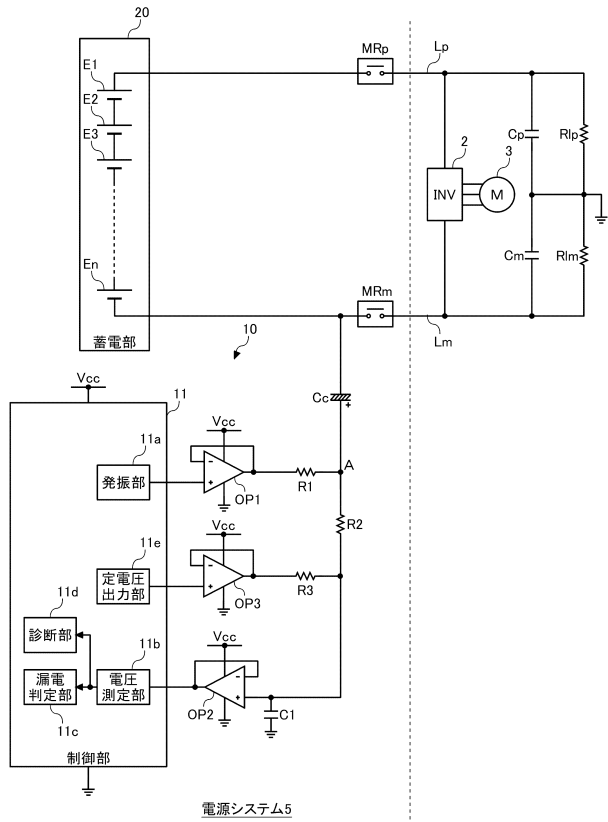 20
E1
E2
E3
En
蓄電部
MRp
Lp
2
INV
3
M
Cp
Rlp
Cm
Rlm
MRm
Lm
10
Cc
+
Vcc
11
11a
発振部
Vcc
-
+
OP1
R1
A
R2
11e
定電圧
出力部
Vcc
-
+
OP3
R3
11d
診断部
11b
電圧
測定部
漏電
判定部
11c
Vcc
-
+
OP2
C1
制御部
電源システム5